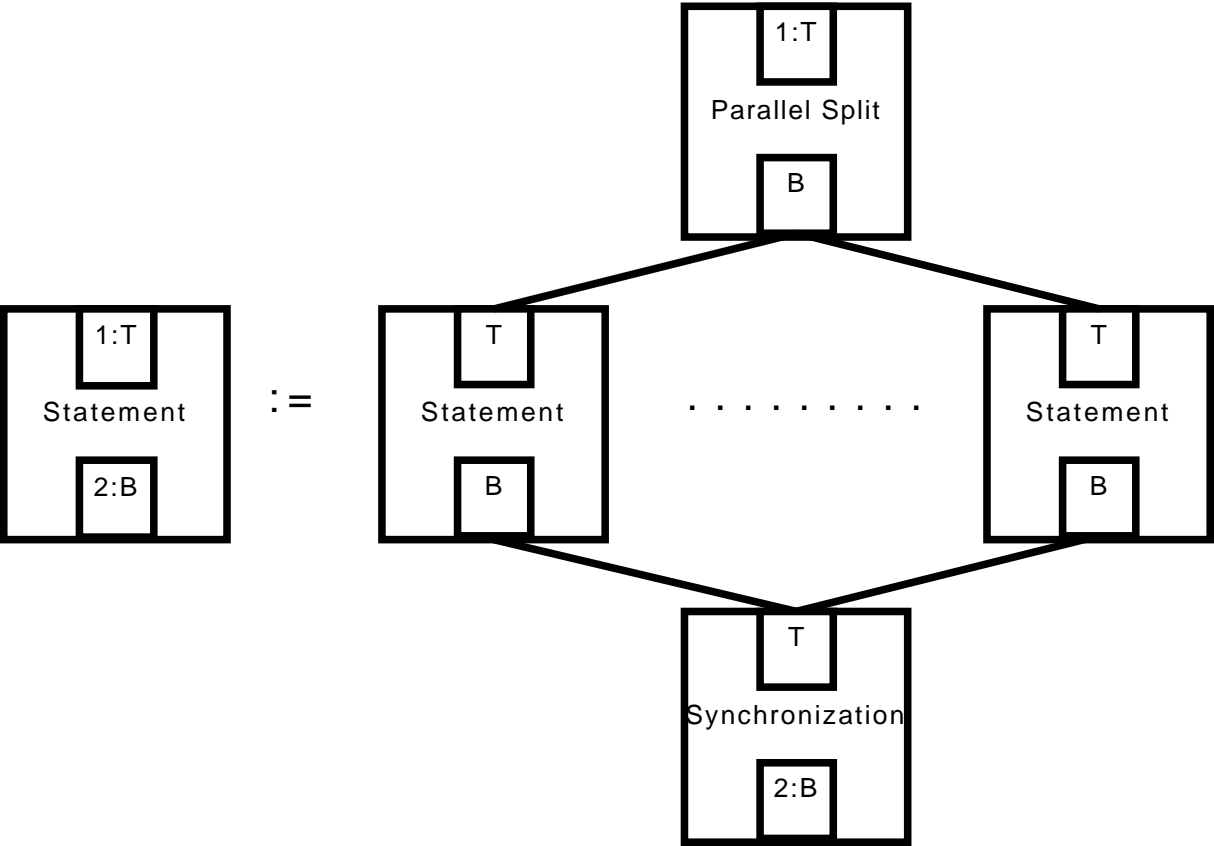 1:T
Parallel Split
B
1:T
Statement
2:B
:=
T
Statement
B
. . . . . . . . .
T
Statement
B
T
Synchronization
2:B